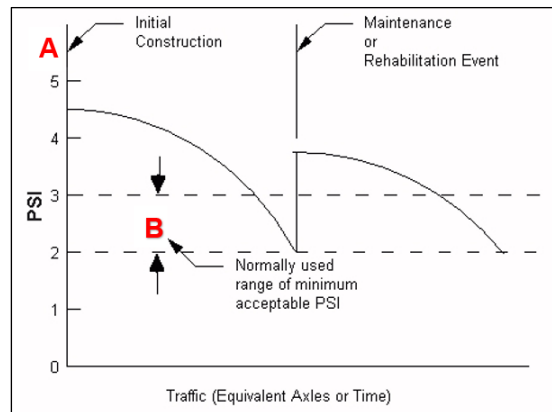 A
Initial
Construction
Maintenance
or
Rehabilitation Event
5
4
3
2
1
0
PSI
B
Normally used
range of minimum
acceptable PSI
Traffic (Equivalent Axles or Time)